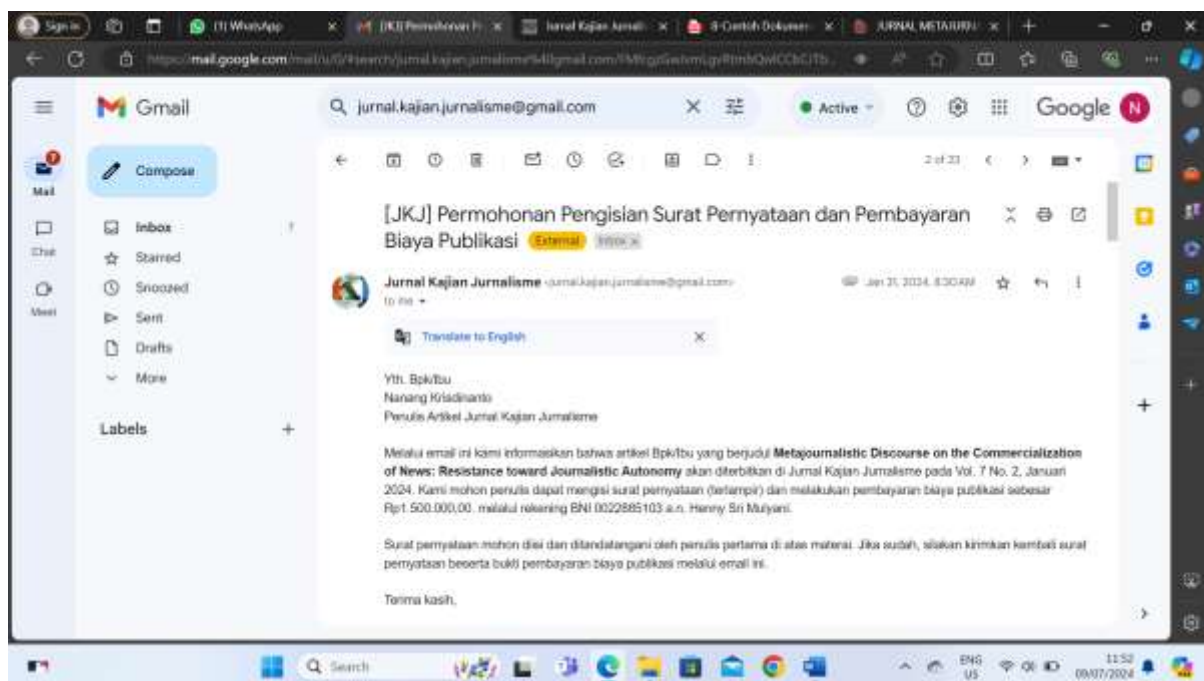 Sign in
(1) WhatsApp
8-Contoh Dokumen
mail.google.com
Gmail
jurnal.kajian.jurnalisme@gmail.com
Active
Google
N
Mail
Compose
2 of 23
[JKJ] Permohonan Pengisian Surat Pernyataan dan Pembayaran
Biaya Publikasi External Inbox x
Inbox
Chat
Starred
Jurnal Kajian Jurnalisme <jurnal.kajian.jurnalisme@gmail.com>
Jan 31, 2024, 8:30 AM
to me
Snoozed
Meet
Sent
Translate to English
Drafts
More
Yth. Bpk/Ibu
Nanang Krisdinanto
Penulis Artikel Jurnal Kajian Jurnalisme
Labels
Melalui email ini kami informasikan bahwa artikel Bpk/Ibu yang berjudul Metajournalistic Discourse on the Commercialization
of News: Resistance toward Journalistic Autonomy akan diterbitkan di Jurnal Kajian Jurnalisme pada Vol. 7 No. 2, Januari
2024. Kami mohon penulis dapat mengisi surat pernyataan (terlampir) dan melakukan pembayaran biaya publikasi sebesar
Rp1.500.000,00. melalui rekening BNI 0022885103 a.n. Henny Sri Mulyani.
Surat pernyataan mohon diisi dan ditandatangani oleh penulis pertama di atas materai. Jika sudah, silakan kirimkan kembali surat
pernyataan beserta bukti pembayaran biaya publikasi melalui email ini.
Terima kasih,
Search
ENG
US
11:52
09/07/2024